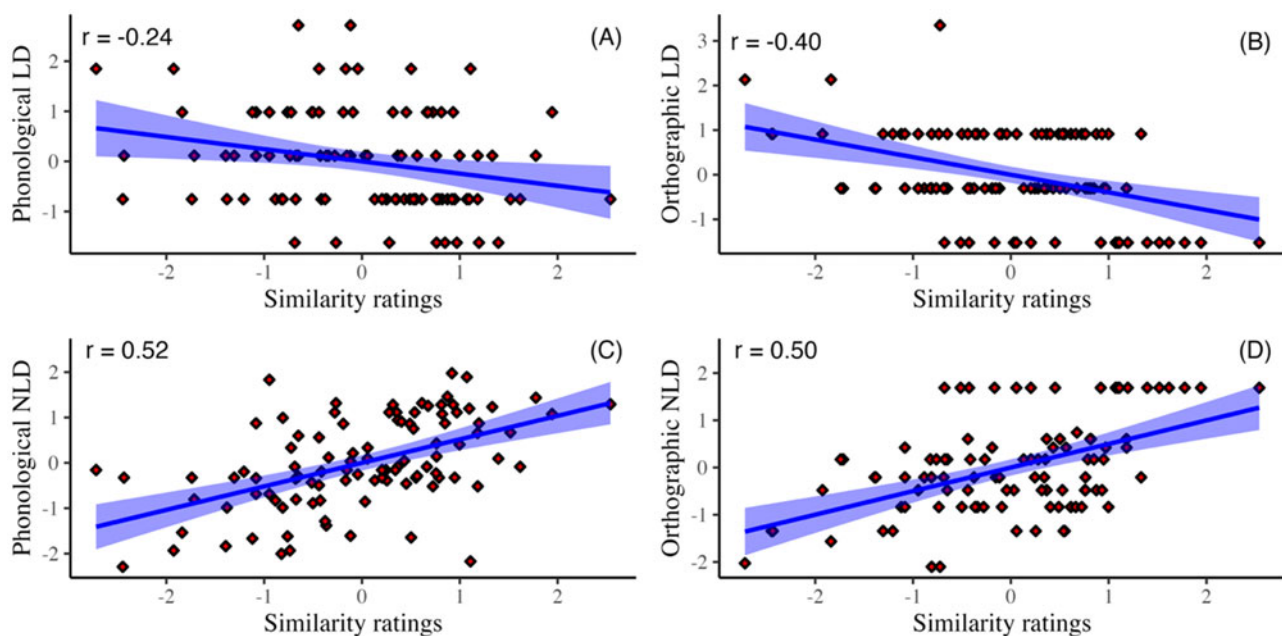 r = -0.24
(A)
Phonological LD
2
1
0
-1
-2
-1
0
1
2
Similarity ratings
r = -0.40
(B)
Orthographic LD
3
2
1
0
-1
-2
-1
0
1
2
Similarity ratings
r = 0.52
(C)
Phonological NLD
2
1
0
-1
-2
-2
-1
0
1
2
Similarity ratings
r = 0.50
(D)
Orthographic NLD
2
1
0
-1
-2
-2
-1
0
1
2
Similarity ratings